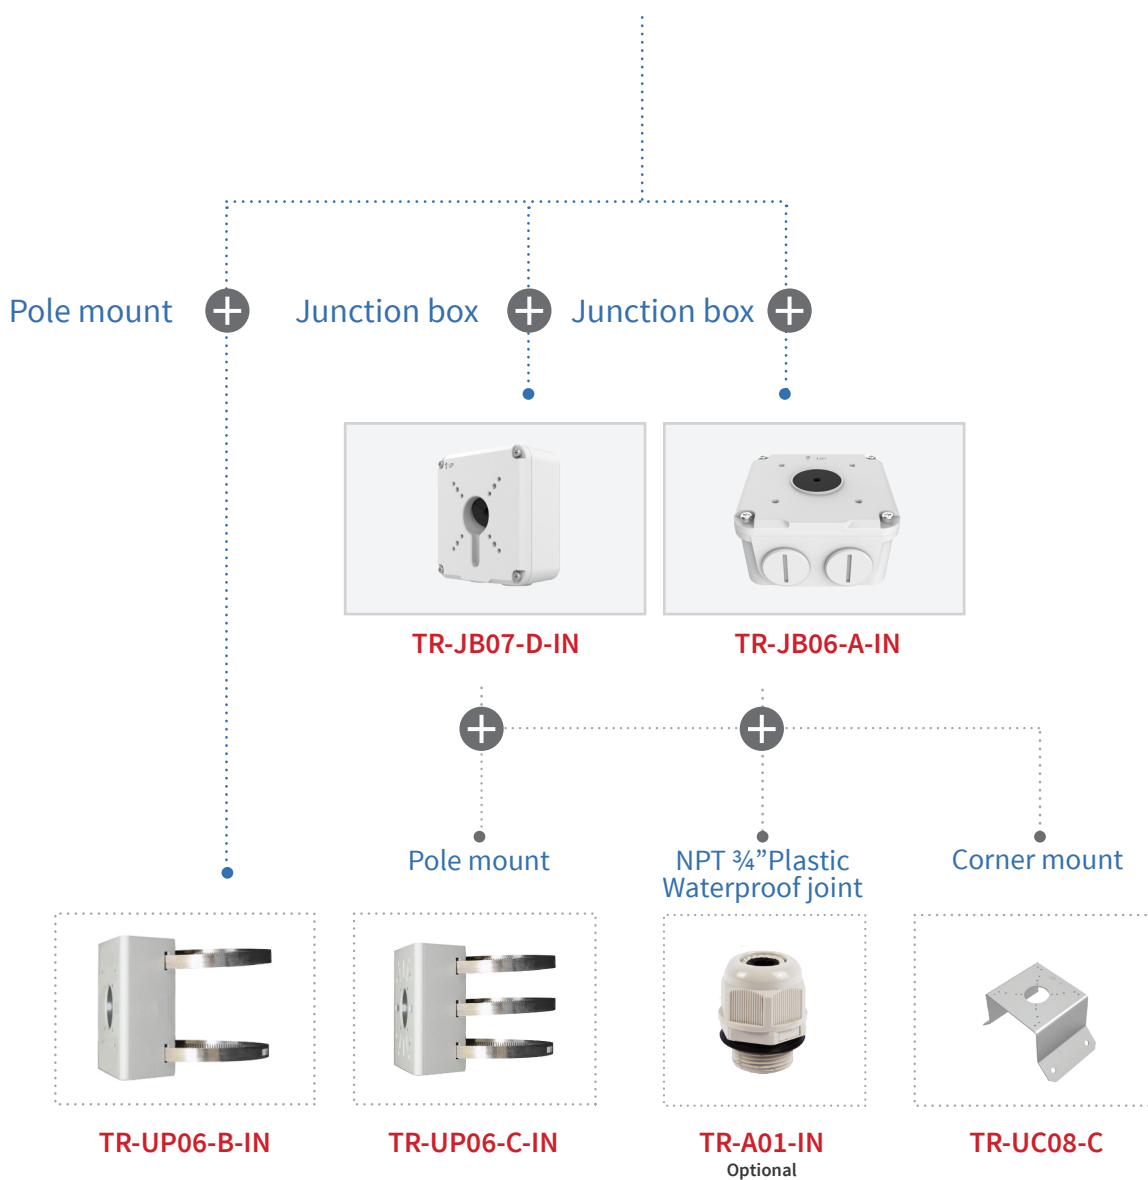 Pole mount
Junction box
Junction box
TR-JB07-D-IN
TR-JB06-A-IN
Pole mount
NPT ¾”Plastic
Waterproof joint
Corner mount
TR-UP06-B-IN
TR-UP06-C-IN
TR-A01-IN
Optional
TR-UC08-C